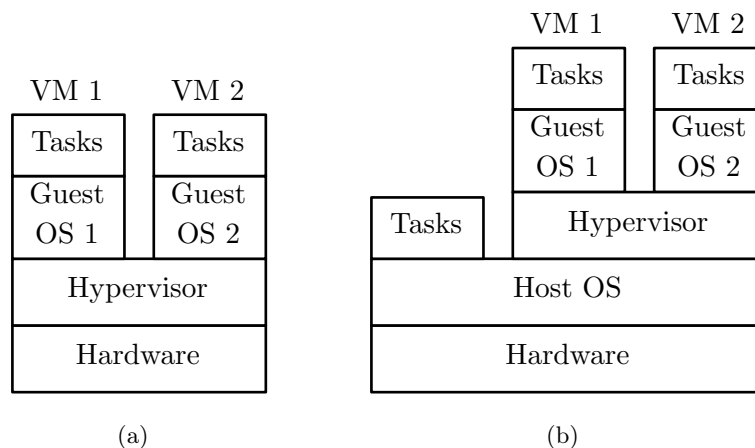 VM 1
VM 2
Tasks
Tasks
Guest
OS 1
Guest
OS 2
Hypervisor
Hardware
(a)
VM 1
VM 2
Tasks
Tasks
Guest
OS 1
Guest
OS 2
Tasks
Hypervisor
Host OS
Hardware
(b)